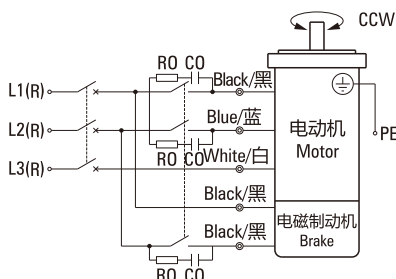 CCW
RO CO
Black/黑
L1(R)
Blue/蓝
L2(R)
电动机
Motor
PE
RO CO
White/白
L3(R)
Black/黑
电磁制动机
Brake
Black/黑
RO CO